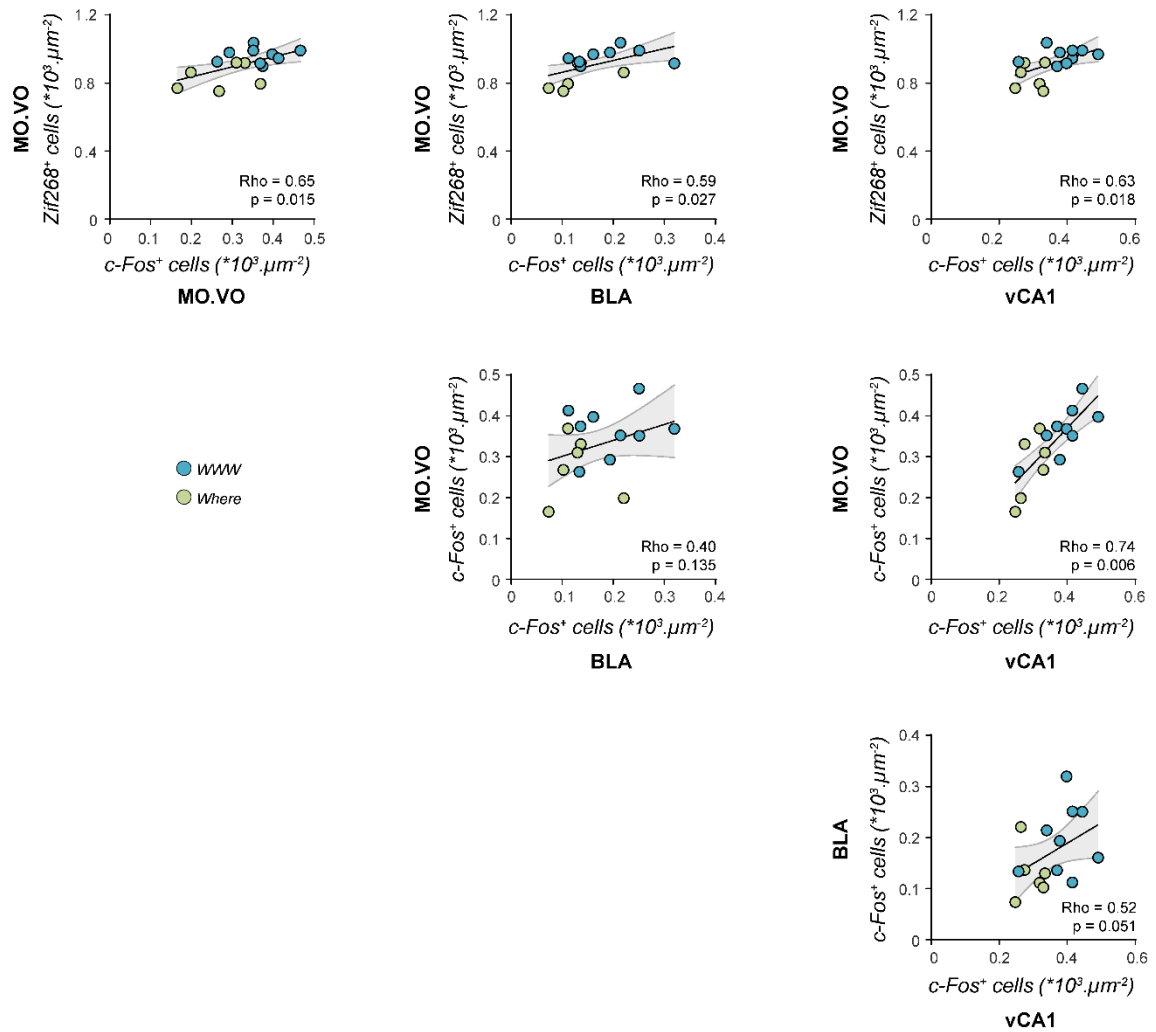 1.2
0.8
0.4
0
MO.VO
Zif268⁺ cells (*10³.µm⁻²)
Rho = 0.65
p = 0.015
0 0.1 0.2 0.3 0.4 0.5
c-Fos⁺ cells (*10³.µm⁻²)
MO.VO
1.2
0.8
0.4
0
MO.VO
Zif268⁺ cells (*10³.µm⁻²)
Rho = 0.59
p = 0.027
0 0.1 0.2 0.3 0.4
c-Fos⁺ cells (*10³.µm⁻²)
BLA
1.2
0.8
0.4
0
MO.VO
Zif268⁺ cells (*10³.µm⁻²)
Rho = 0.63
p = 0.018
0 0.2 0.4 0.6
c-Fos⁺ cells (*10³.µm⁻²)
vCA1
WWW
Where
0.5
0.4
0.3
0.2
0.1
0
MO.VO
c-Fos⁺ cells (*10³.µm⁻²)
Rho = 0.40
p = 0.135
0 0.1 0.2 0.3 0.4
c-Fos⁺ cells (*10³.µm⁻²)
BLA
0.5
0.4
0.3
0.2
0.1
0
MO.VO
c-Fos⁺ cells (*10³.µm⁻²)
Rho = 0.74
p = 0.006
0 0.2 0.4 0.6
c-Fos⁺ cells (*10³.µm⁻²)
vCA1
0.4
0.3
0.2
0.1
0
BLA
c-Fos⁺ cells (*10³.µm⁻²)
Rho = 0.52
p = 0.051
0 0.2 0.4 0.6
c-Fos⁺ cells (*10³.µm⁻²)
vCA1